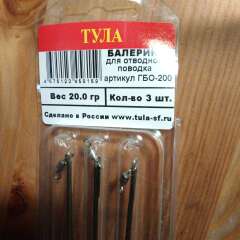 ТУЛА
БАЛЕРИН
для отводно
поводка
артикул ГБО-200
Вес 20.0 гр
Кол-во 3 шт.
Сделано в России www.tula-sf.ru